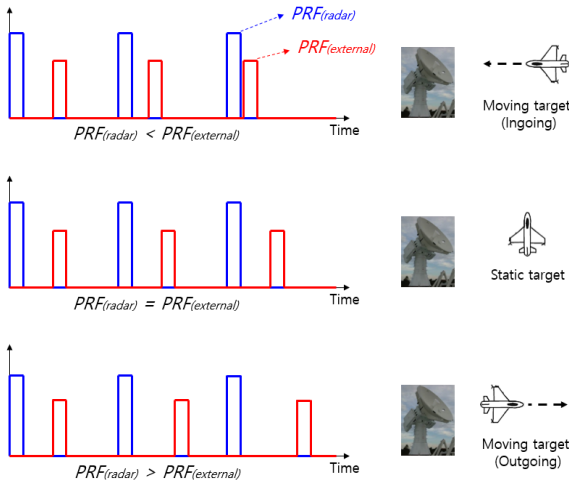 PRF(radar)
PRF(external)
Time
PRF(radar) < PRF(external)
Moving target
(Ingoing)
Time
PRF(radar) = PRF(external)
Static target
Time
PRF(radar) > PRF(external)
Moving target
(Outgoing)